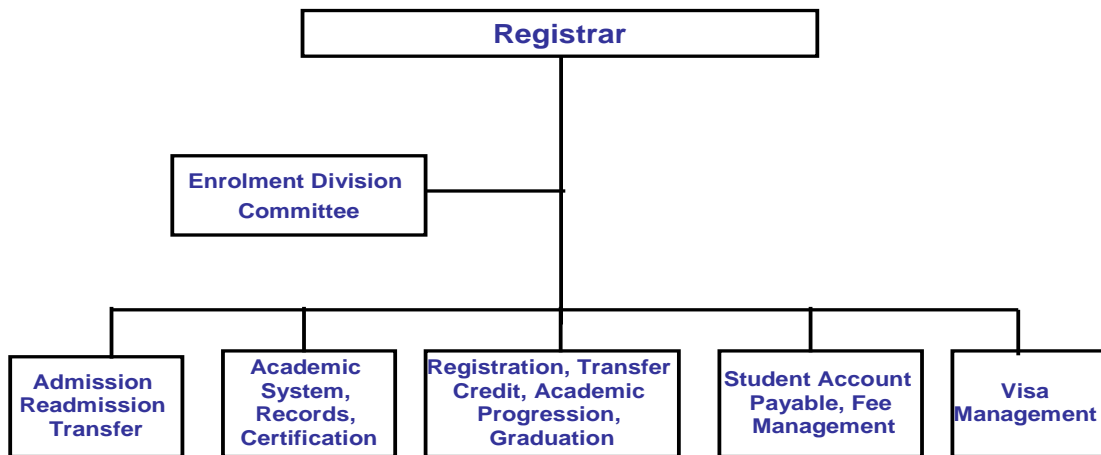 Registrar
Enrolment Division
Committee
Admission
Readmission
Transfer
Academic
System,
Records,
Certification
Registration, Transfer
Credit, Academic
Progression,
Graduation
Student Account
Payable, Fee
Management
Visa
Management